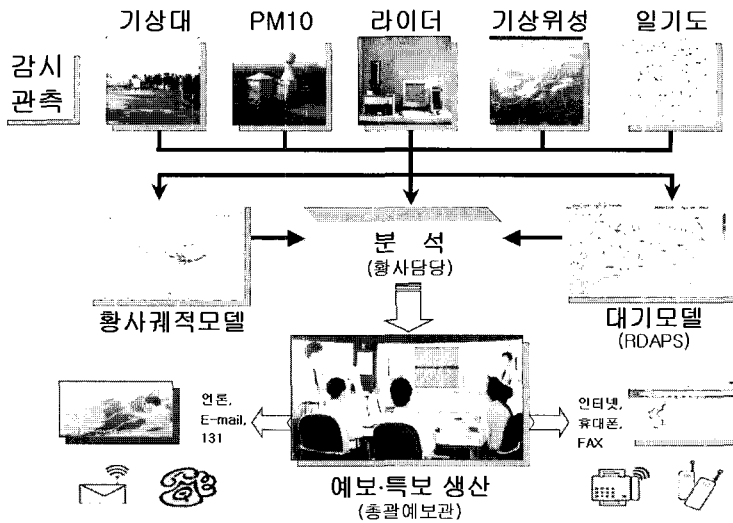 기상대
PM10
라이더
기상위성
일기도
감시
관측
분 석
(황사담당)
황사궤적모델
대기모델
(RDAPS)
언론,
E-mail,
131
인터넷,
휴대폰,
FAX
예보·특보 생산
(총괄예보관)